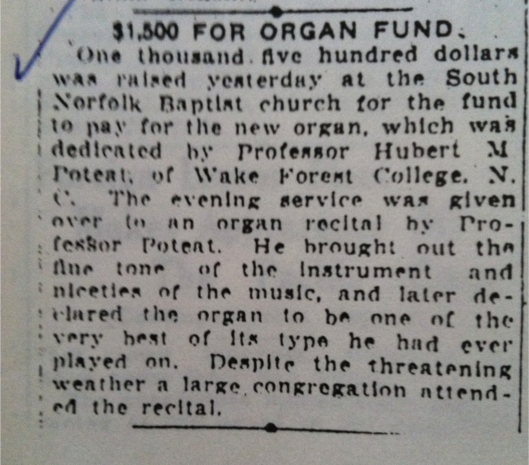 $1,500 FOR ORGAN FUND.
One thousand five hundred dollars
was raised yesterday at the South
Norfolk Baptist church for the fund
to pay for the new organ, which was
dedicated by Professor Hubert M
Poteat, of Wake Forest College, N.
C. The evening service was given
over to an organ recital by Pro-
fessor Poteat. He brought out the
fine tone of the instrument and
niceties of the music, and later de-
clared the organ to be one of the
very best of its type he had ever
played on. Despite the threatening
weather a large congregation attend-
ed the recital.